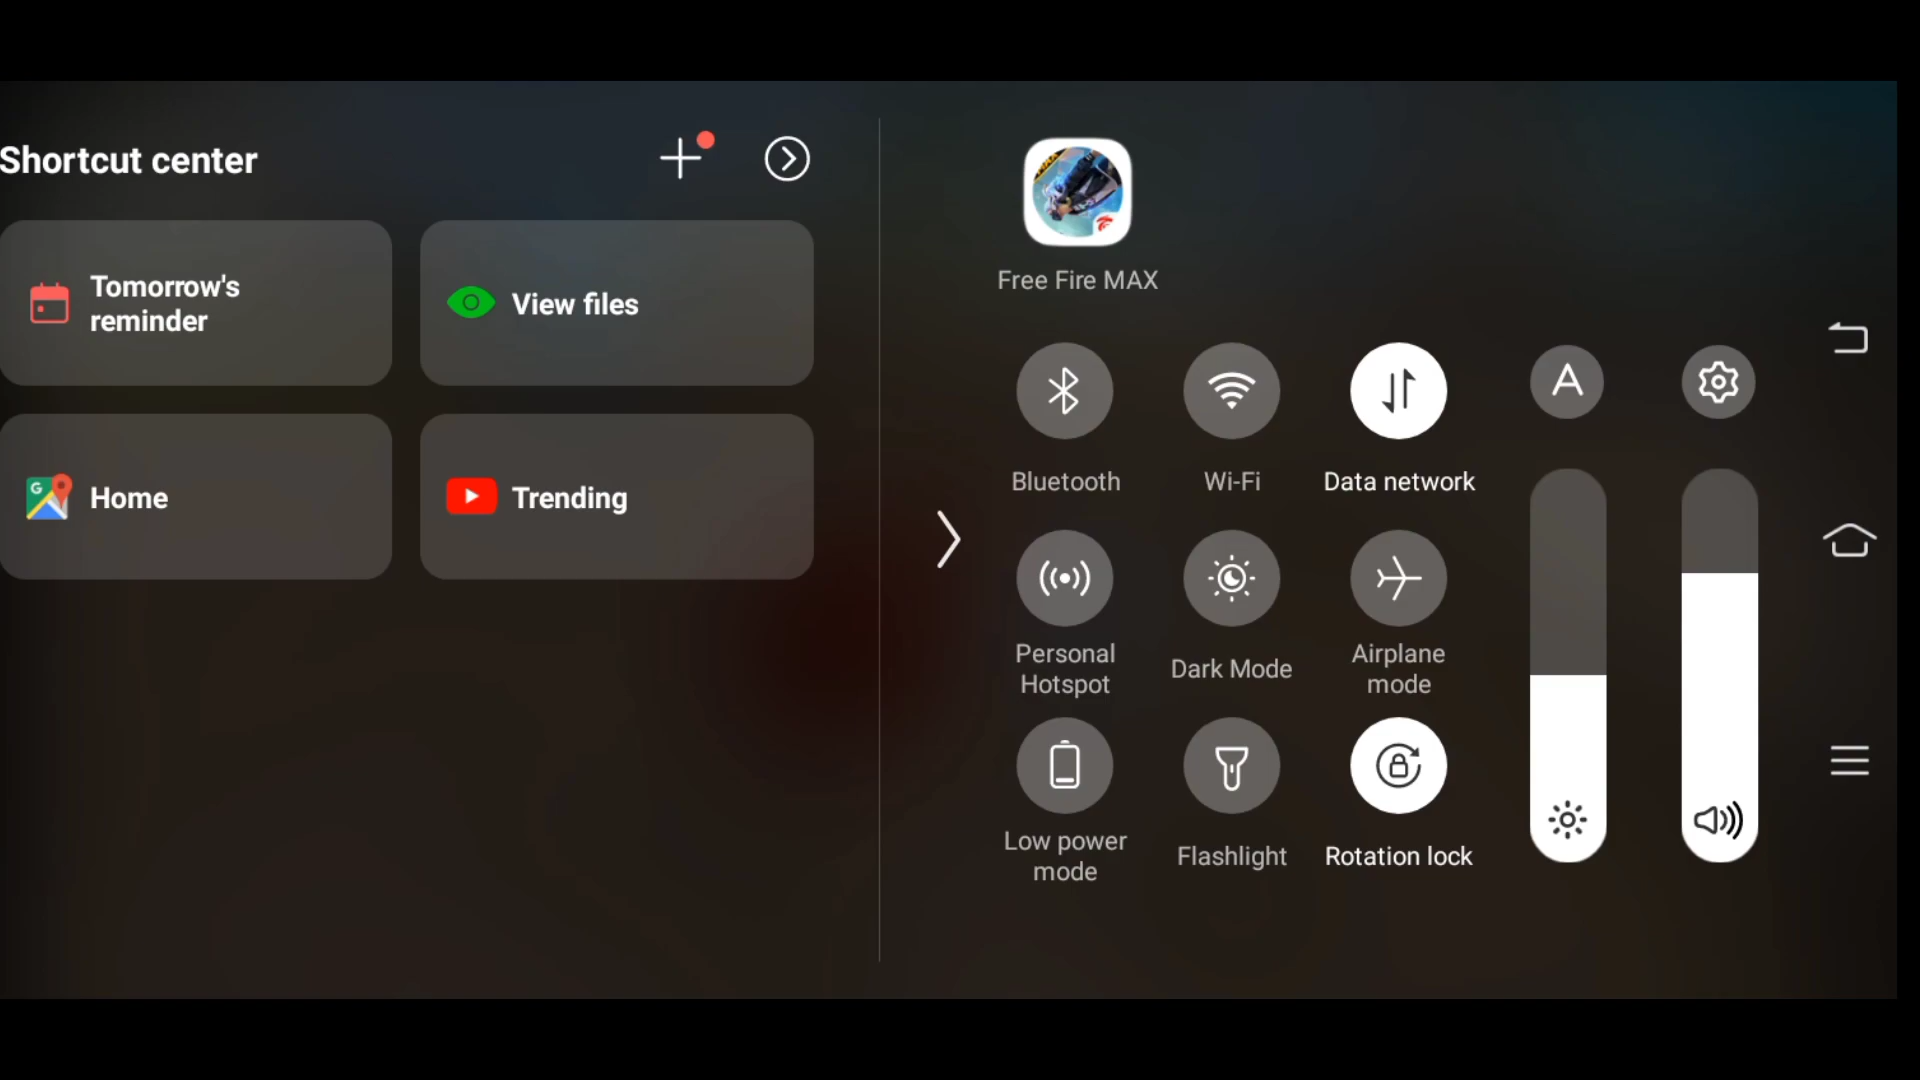 Shortcut center
Tomorrow's
reminder
View files
Home
Trending
Free Fire MAX
Bluetooth
Wi-Fi
Data network
A
Personal
Hotspot
Dark Mode
Airplane
mode
Low power
mode
Flashlight
Rotation lock